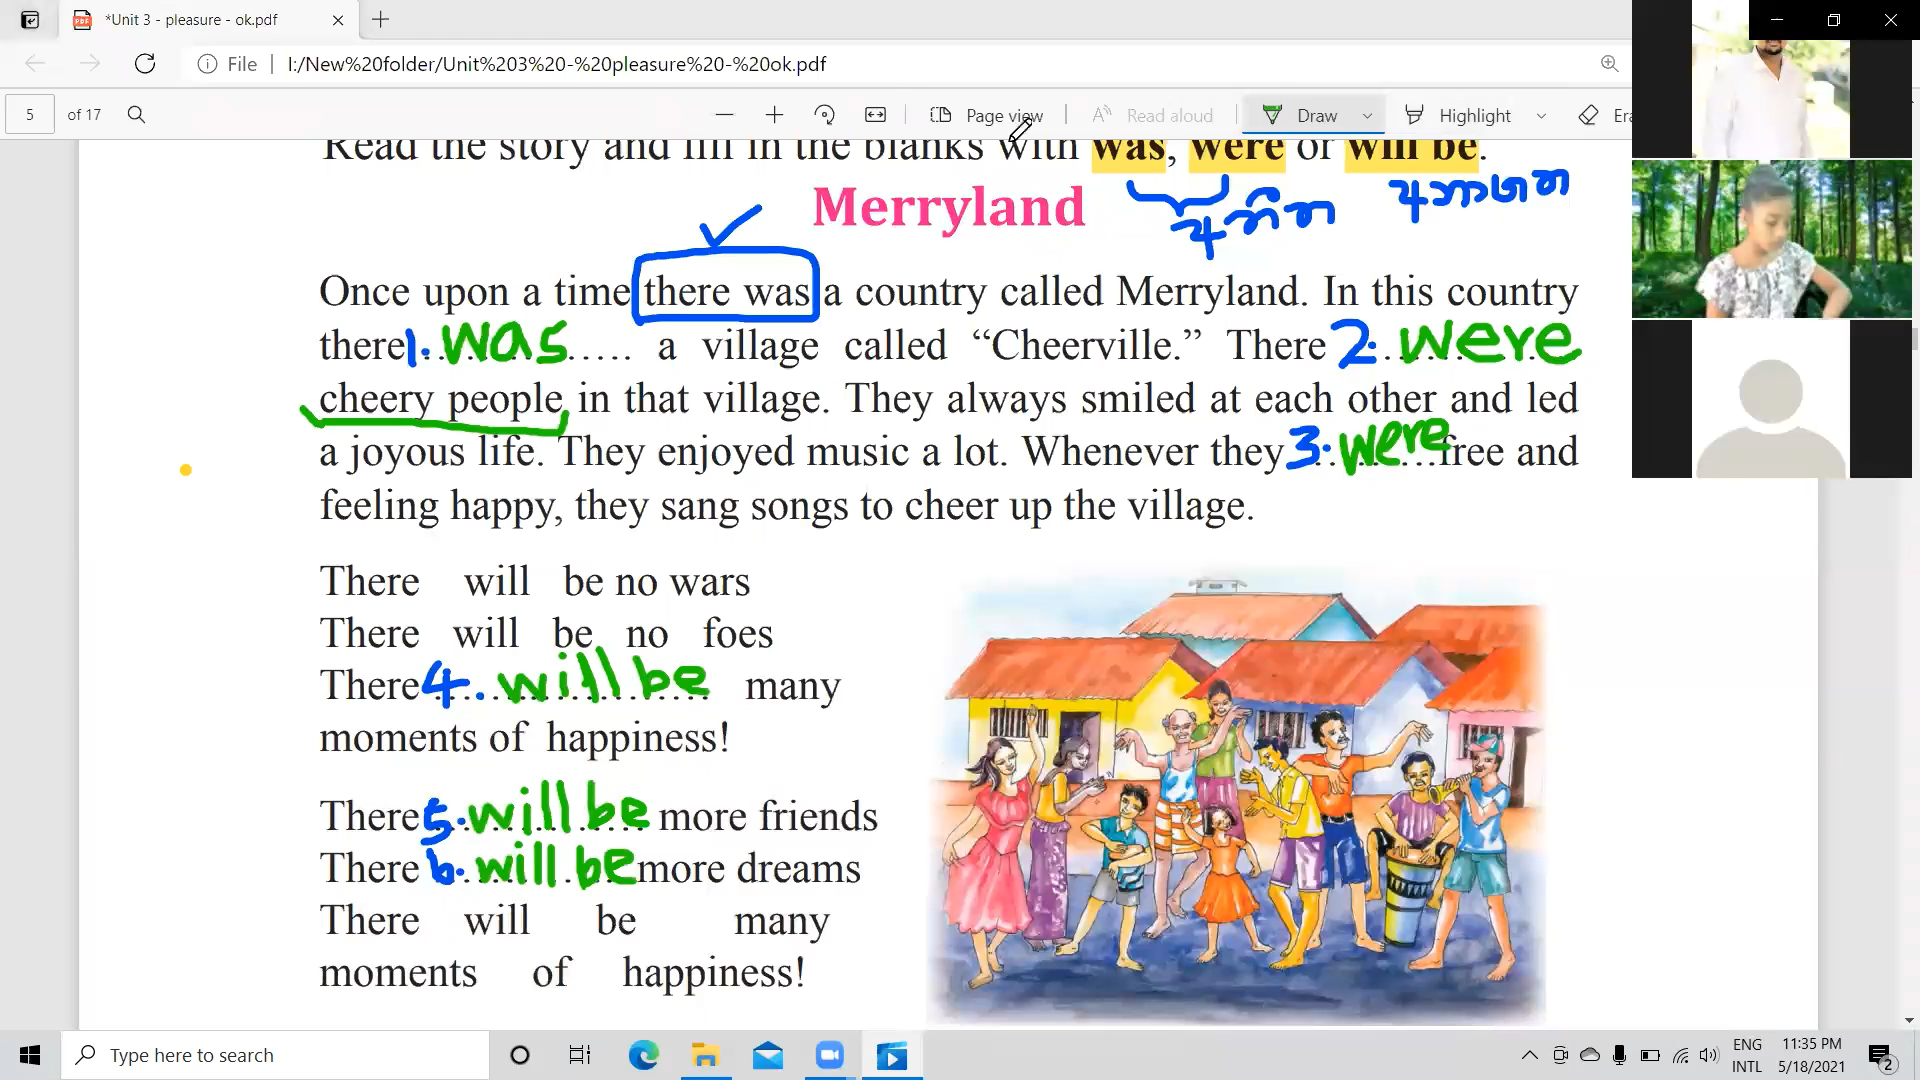 *Unit 3 - pleasure - ok.pdf
File
I:/New%20folder/Unit%203%20-%20pleasure%20-%20ok.pdf
5 of 17
Page view
Read aloud
Draw
Highlight
Era
Read the story and fill in the blanks with was, were or will be.
Merryland
Once upon a time there was a country called Merryland. In this country
there 1. was ..... a village called “Cheerville.” There 2. were
cheery people in that village. They always smiled at each other and led
a joyous life. They enjoyed music a lot. Whenever they 3. were free and
feeling happy, they sang songs to cheer up the village.
There will be no wars
There will be no foes
There 4. will be many
moments of happiness!
There 5. will be more friends
There 6. will be more dreams
There will be many
moments of happiness!
Type here to search
ENG
INTL
11:35 PM
5/18/2021
2